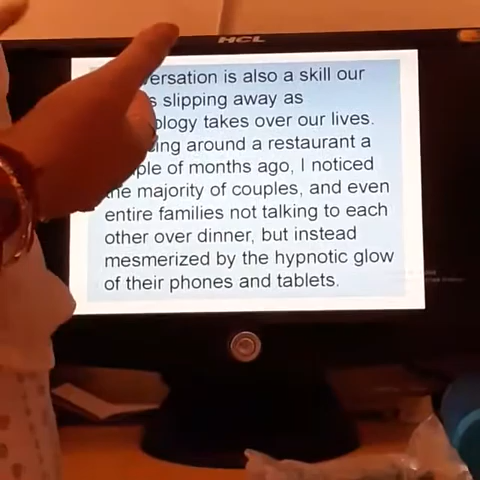 HCL
ersation is also a skill our
s slipping away as
ology takes over our lives.
ing around a restaurant a
ple of months ago, I noticed
the majority of couples, and even
entire families not talking to each
other over dinner, but instead
mesmerized by the hypnotic glow
of their phones and tablets.